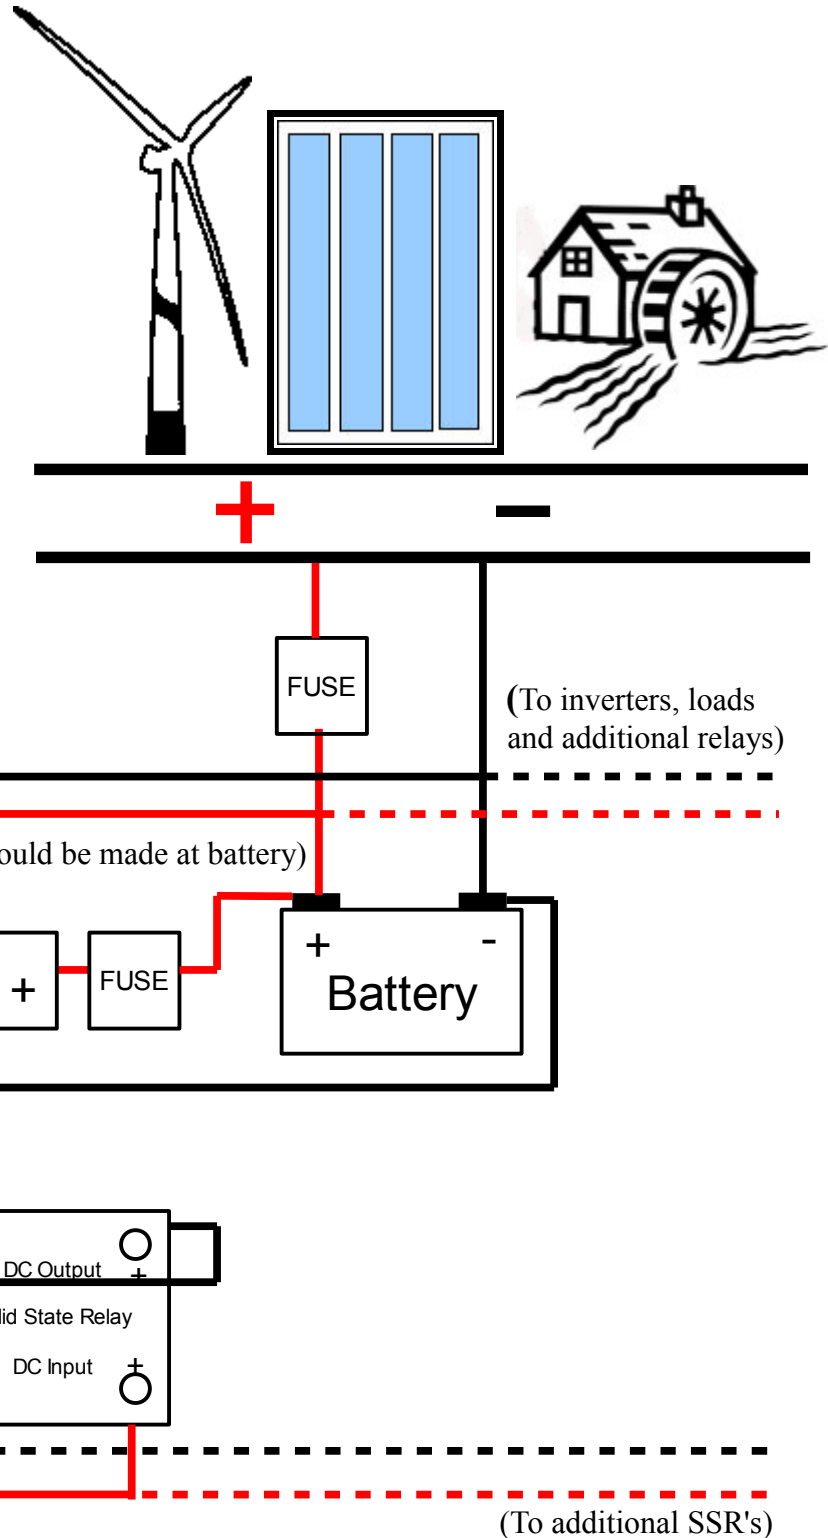 + −
FUSE
(To inverters, loads
and additional relays)
ould be made at battery)
+ FUSE
+ -
Battery
DC Output +
lid State Relay
DC Input +
(To additional SSR's)